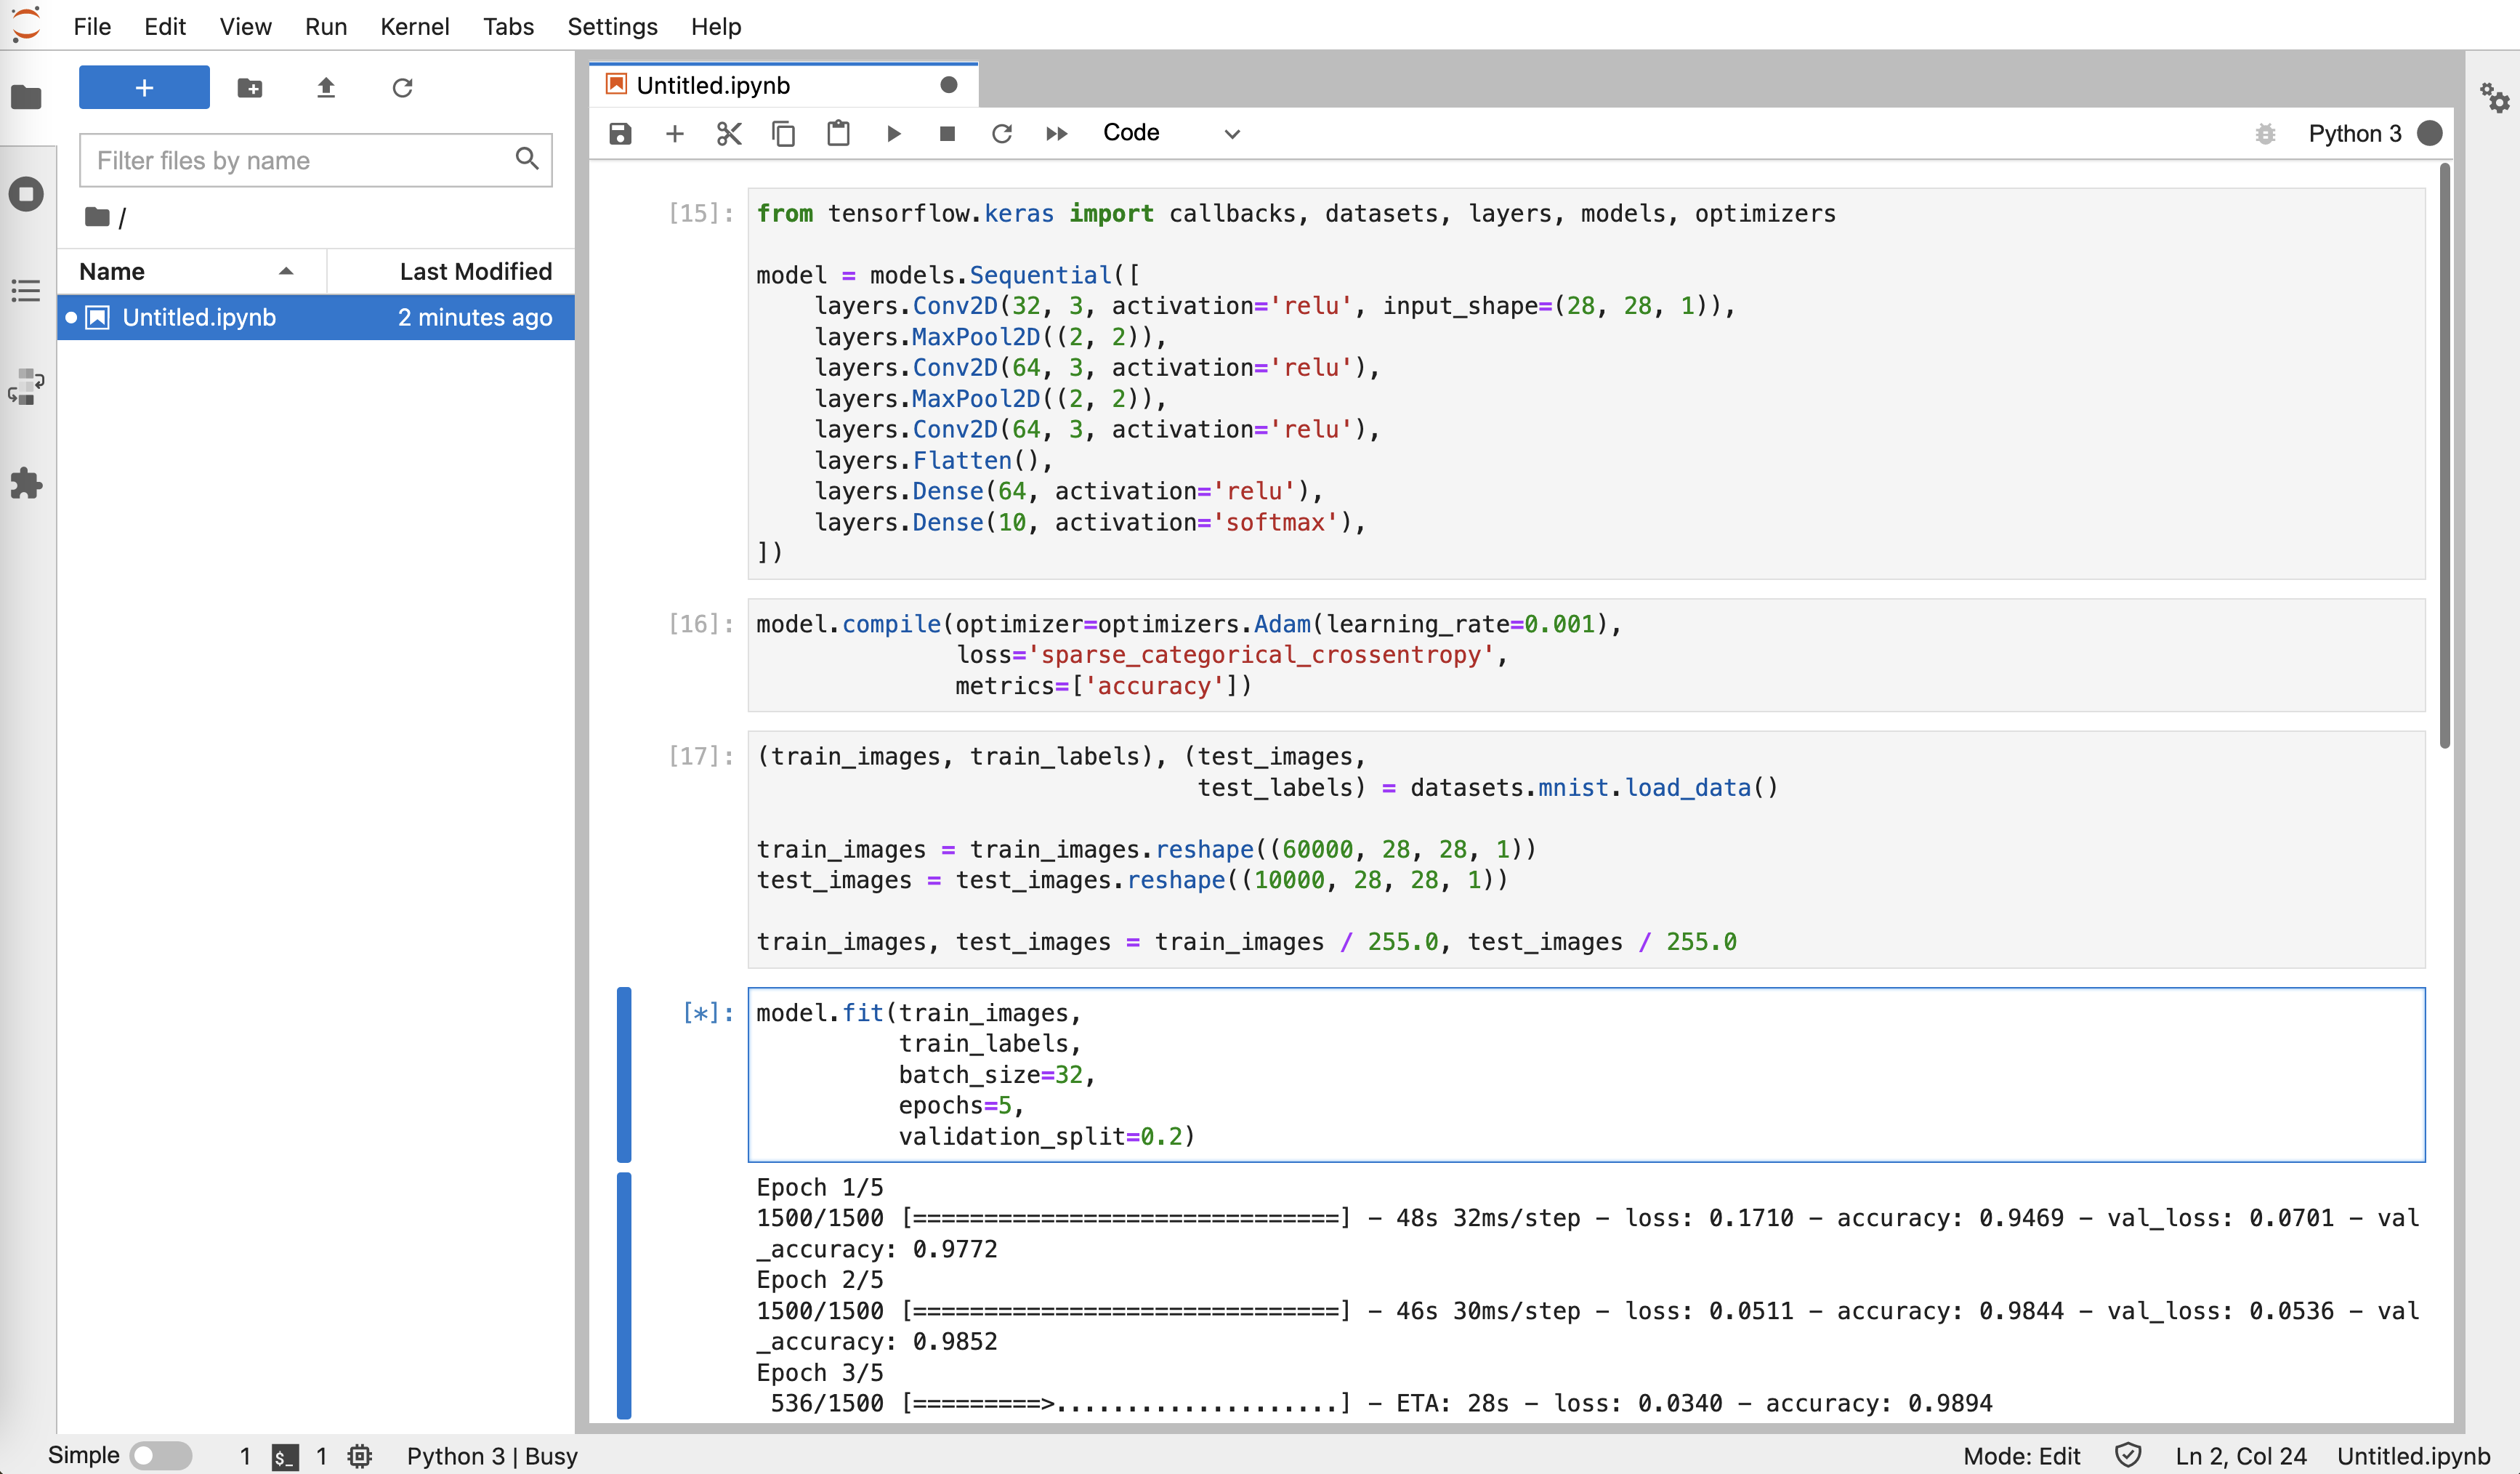 File Edit View Run Kernel Tabs Settings Help
+
Filter files by name
/
Name Last Modified
Untitled.ipynb 2 minutes ago
Untitled.ipynb
Code
Python 3
[15]: from tensorflow.keras import callbacks, datasets, layers, models, optimizers
model = models.Sequential([
    layers.Conv2D(32, 3, activation='relu', input_shape=(28, 28, 1)),
    layers.MaxPool2D((2, 2)),
    layers.Conv2D(64, 3, activation='relu'),
    layers.MaxPool2D((2, 2)),
    layers.Conv2D(64, 3, activation='relu'),
    layers.Flatten(),
    layers.Dense(64, activation='relu'),
    layers.Dense(10, activation='softmax'),
])
[16]: model.compile(optimizer=optimizers.Adam(learning_rate=0.001),
              loss='sparse_categorical_crossentropy',
              metrics=['accuracy'])
[17]: (train_images, train_labels), (test_images,
                               test_labels) = datasets.mnist.load_data()
train_images = train_images.reshape((60000, 28, 28, 1))
test_images = test_images.reshape((10000, 28, 28, 1))
train_images, test_images = train_images / 255.0, test_images / 255.0
[*]: model.fit(train_images,
          train_labels,
          batch_size=32,
          epochs=5,
          validation_split=0.2)
Epoch 1/5
1500/1500 [==============================] - 48s 32ms/step - loss: 0.1710 - accuracy: 0.9469 - val_loss: 0.0701 - val
_accuracy: 0.9772
Epoch 2/5
1500/1500 [==============================] - 46s 30ms/step - loss: 0.0511 - accuracy: 0.9844 - val_loss: 0.0536 - val
_accuracy: 0.9852
Epoch 3/5
 536/1500 [=========>....................] - ETA: 28s - loss: 0.0340 - accuracy: 0.9894
Simple 1 $_ 1 Python 3 | Busy Mode: Edit Ln 2, Col 24 Untitled.ipynb